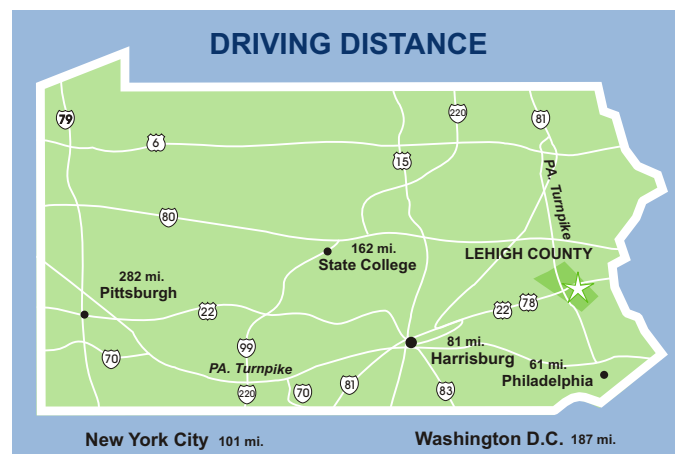 DRIVING DISTANCE
79
6
15
220
81
PA. Turnpike
80
162 mi.
State College
LEHIGH COUNTY
282 mi.
Pittsburgh
22
22
78
70
99
PA. Turnpike
81 mi.
Harrisburg
61 mi.
Philadelphia
220
70
81
83
New York City 101 mi.
Washington D.C. 187 mi.